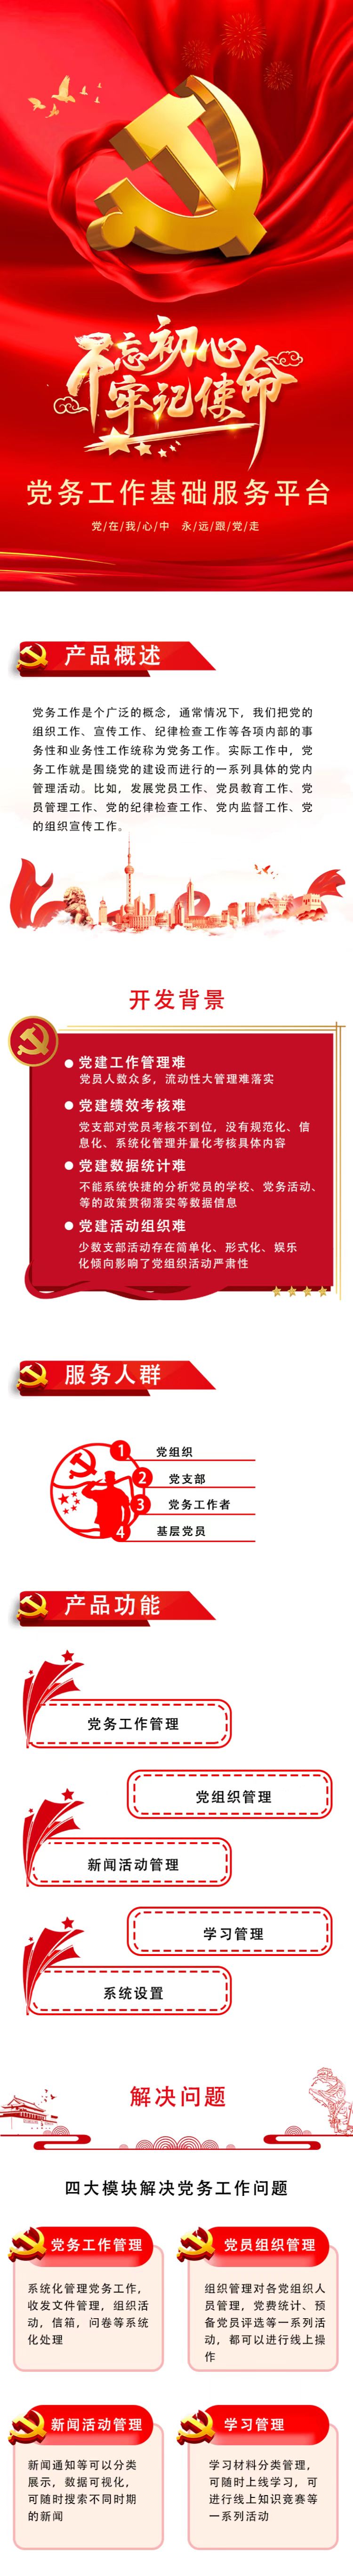 不忘初心
牢记使命
党务工作基础服务平台
党/在/我/心/中 永/远/跟/党/走
产品概述
党务工作是个广泛的概念，通常情况下，我们把党的
组织工作、宣传工作、纪律检查工作等各项内部的事
务性和业务性工作统称为党务工作。实际工作中，党
务工作就是围绕党的建设而进行的一系列具体的党内
管理活动。比如，发展党员工作、党员教育工作、党
员管理工作、党的纪律检查工作、党内监督工作、党
的组织宣传工作。
开发背景
党建工作管理难
党员人数众多，流动性大管理难落实
党建绩效考核难
党支部对党员考核不到位，没有规范化、信
息化、系统化管理并量化考核具体内容
党建数据统计难
不能系统快捷的分析党员的学校、党务活动、
等的政策贯彻落实等数据信息
党建活动组织难
少数支部活动存在简单化、形式化、娱乐
化倾向影响了党组织活动严肃性
服务人群
1 党组织
2 党支部
3 党务工作者
4 基层党员
产品功能
党务工作管理
党组织管理
新闻活动管理
学习管理
系统设置
解决问题
四大模块解决党务工作问题
党务工作管理
系统化管理党务工作，
收发文件管理，组织活
动，信箱，问卷等系统
化处理
党员组织管理
组织管理对各党组织人
员管理，党费统计、预
备党员评选等一系列活
动，都可以进行线上操
作
新闻活动管理
新闻通知等可以分类
展示，数据可视化，
可随时搜索不同时期
的新闻
学习管理
学习材料分类管理，
可随时上线学习，可
进行线上知识竞赛等
一系列活动